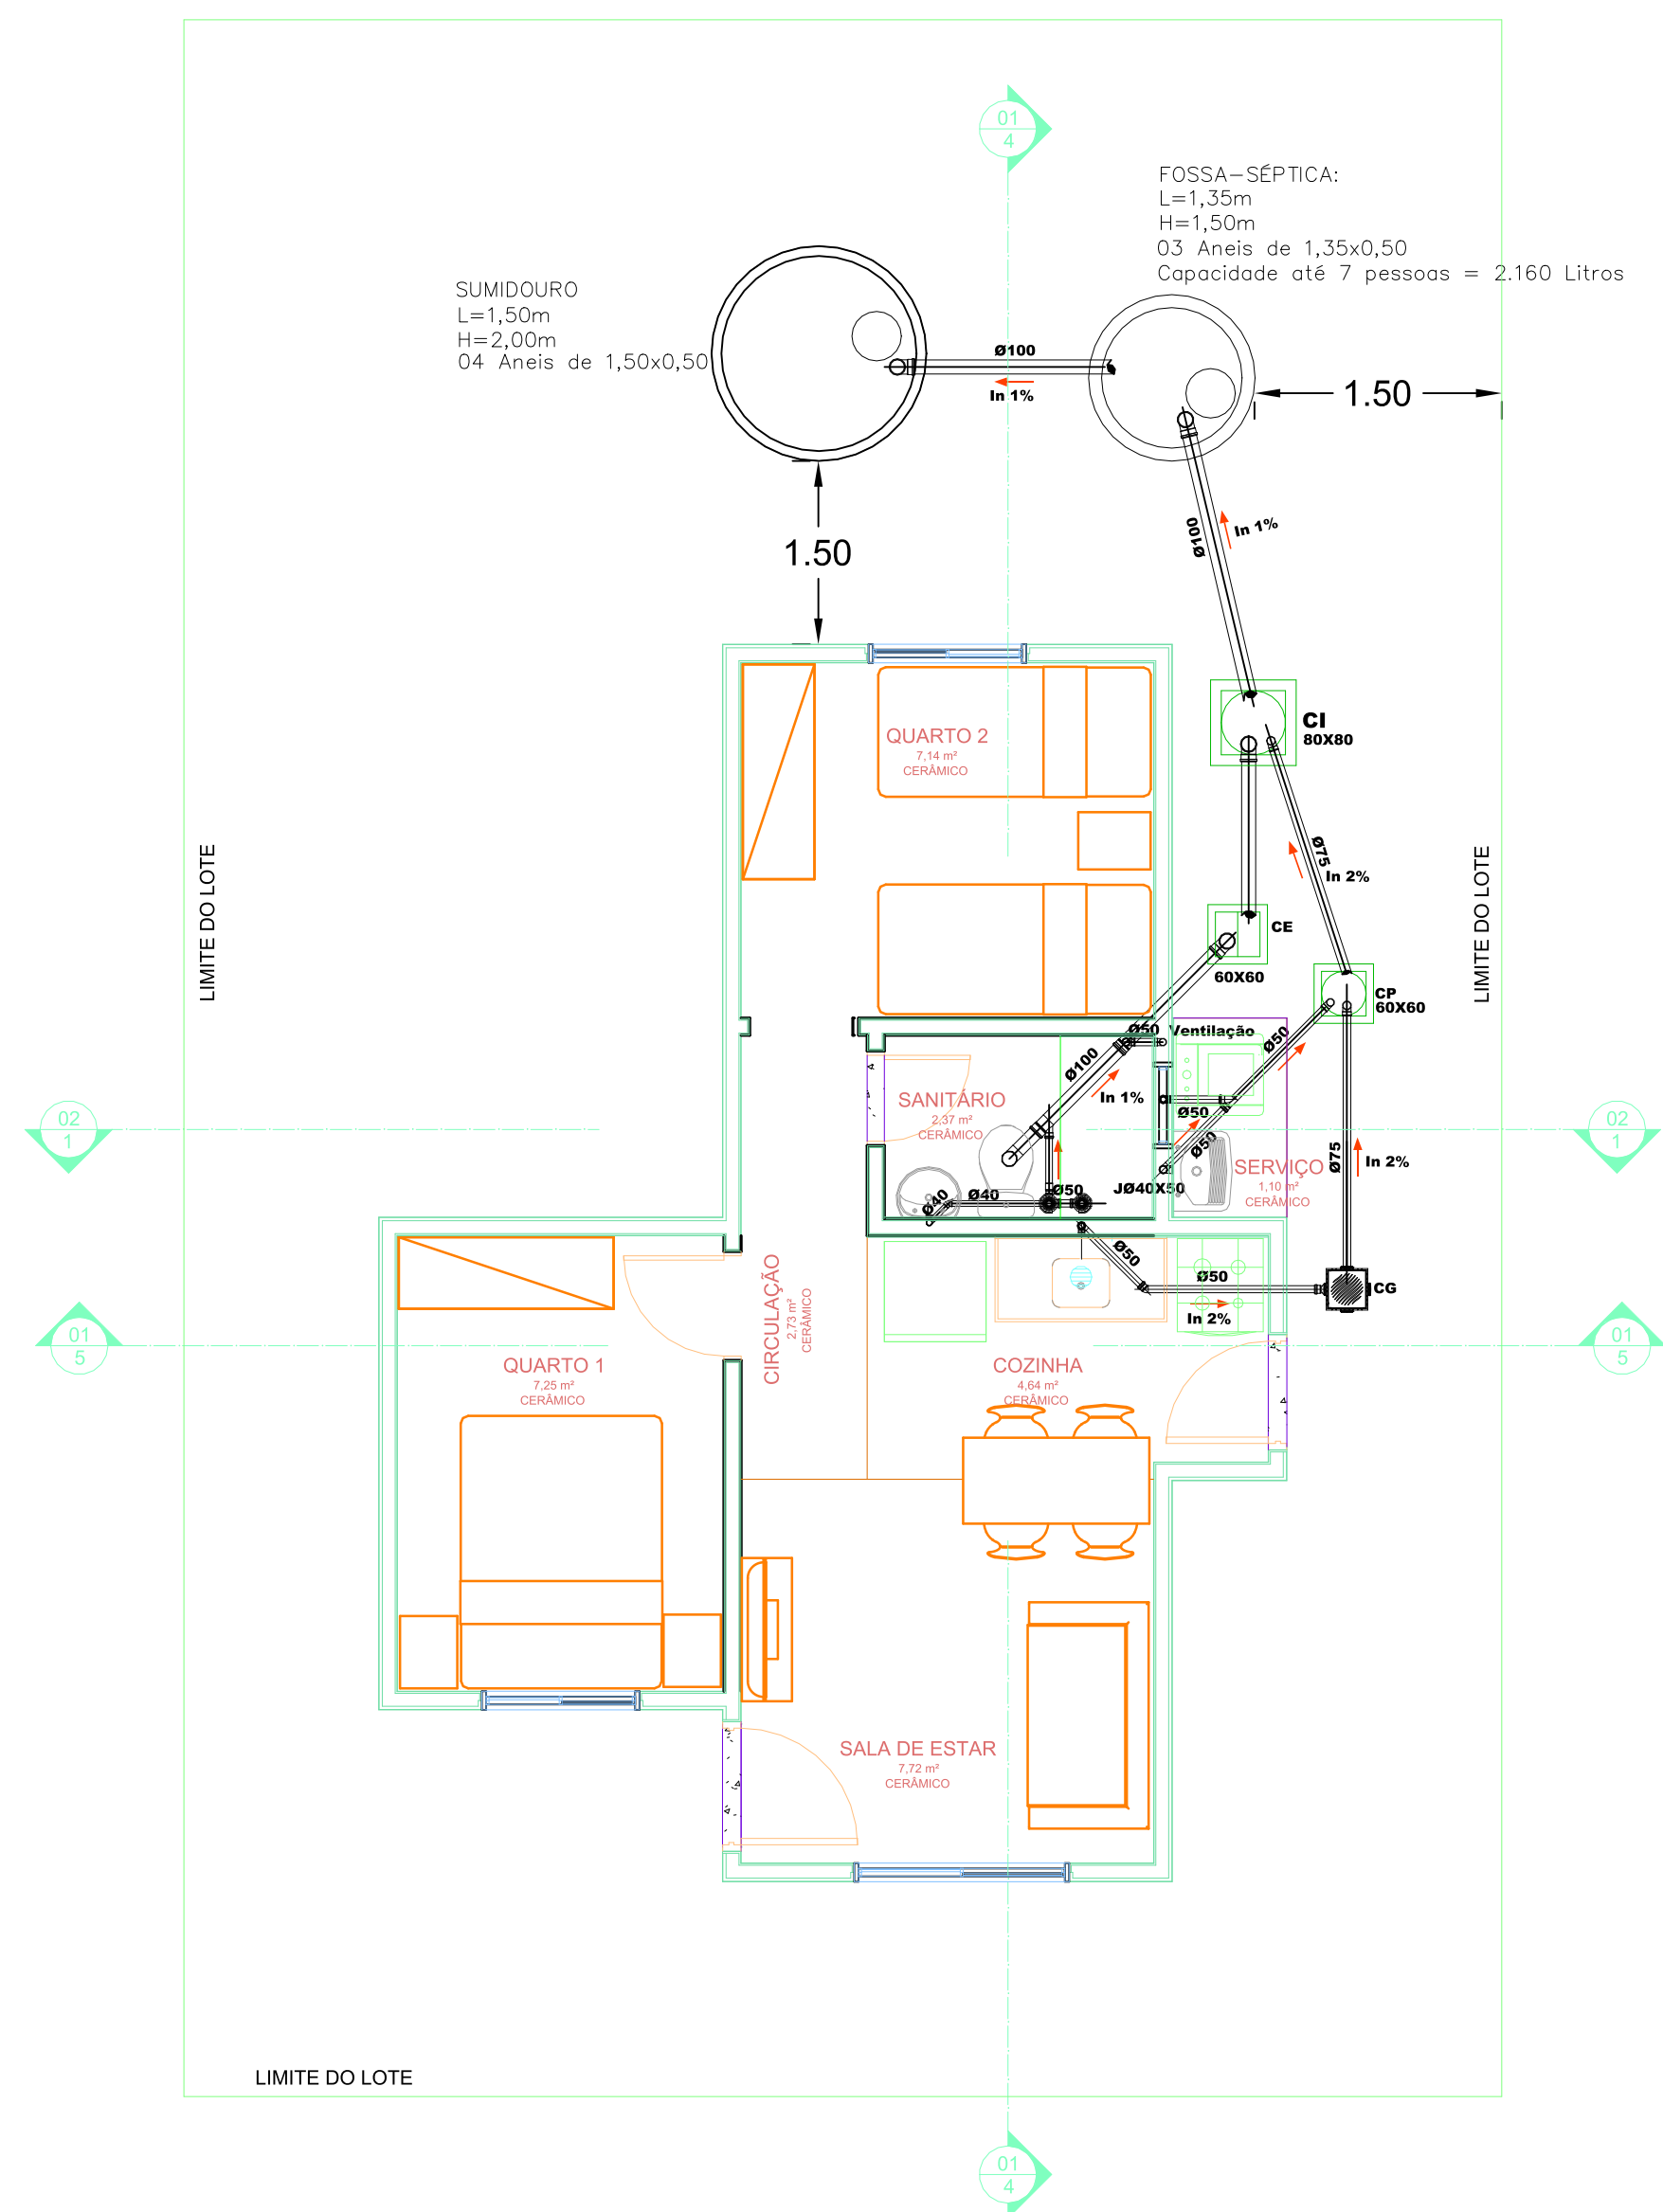 01
4
FOSSA-SÉPTICA:
L=1,35m
H=1,50m
03 Aneis de 1,35x0,50
Capacidade até 7 pessoas = 2.160 Litros
SUMIDOURO
L=1,50m
H=2,00m
04 Aneis de 1,50x0,50
Ø100
In 1%
1.50
1.50
Ø100
In 1%
CI
80X80
QUARTO 2
7,14 m²
CERÂMICO
LIMITE DO LOTE
LIMITE DO LOTE
Ø75
In 2%
CE
60X60
CP
60X60
Ø50 Ventilação
Ø50
Ø100
In 1%
SANITÁRIO
2,37 m²
CERÂMICO
Ø50
Ø50
02
1
02
1
SERVIÇO
1,10 m²
CERÂMICO
Ø75
In 2%
JØ40X50
Ø40
Ø40
Ø50
Ø50
Ø50
In 2%
CG
CIRCULAÇÃO
2,73 m²
CERÂMICO
01
5
01
5
QUARTO 1
7,25 m²
CERÂMICO
COZINHA
4,64 m²
CERÂMICO
SALA DE ESTAR
7,72 m²
CERÂMICO
LIMITE DO LOTE
01
4